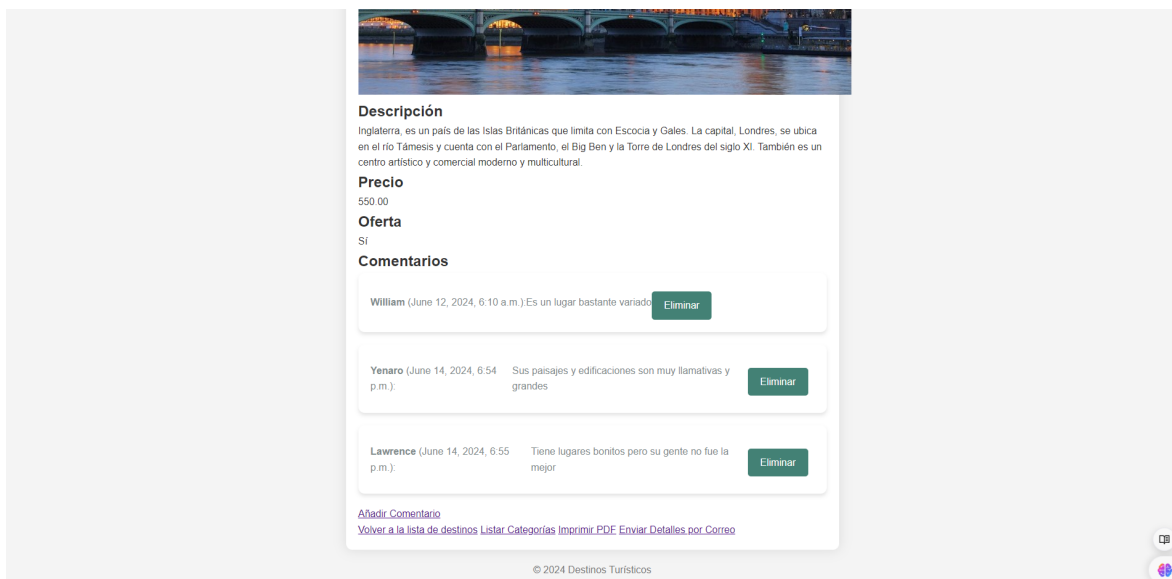 Descripción
Inglaterra, es un país de las Islas Británicas que limita con Escocia y Gales. La capital, Londres, se ubica
en el río Támesis y cuenta con el Parlamento, el Big Ben y la Torre de Londres del siglo XI. También es un
centro artístico y comercial moderno y multicultural.
Precio
550.00
Oferta
Sí
Comentarios
William (June 12, 2024, 6:10 a.m.):Es un lugar bastante variado Eliminar
Yenaro (June 14, 2024, 6:54
p.m.):
Sus paisajes y edificaciones son muy llamativas y
grandes
Eliminar
Lawrence (June 14, 2024, 6:55
p.m.):
Tiene lugares bonitos pero su gente no fue la
mejor
Eliminar
Añadir Comentario
Volver a la lista de destinos Listar Categorías Imprimir PDF Enviar Detalles por Correo
© 2024 Destinos Turísticos